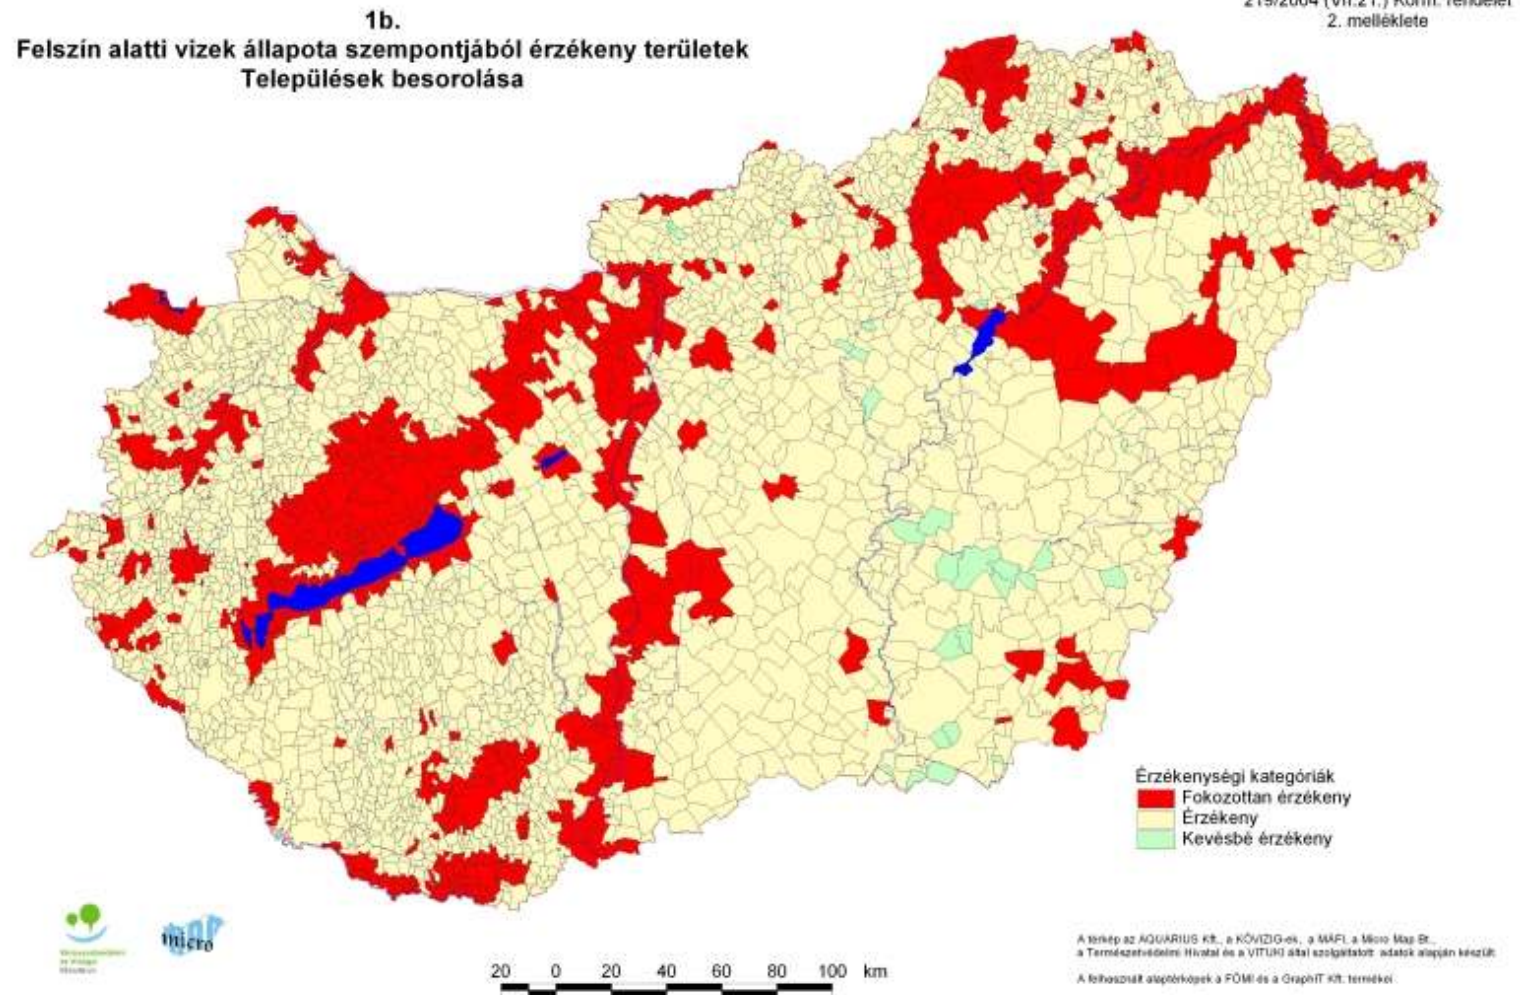 1b.
Felszín alatti vizek állapota szempontjából érzékeny területek
Települések besorolása
219/2004 (VII.21.) Korm. rendelet
2. melléklete
Érzékenységi kategóriák
Fokozottan érzékeny
Érzékeny
Kevésbé érzékeny
micro
20 0 20 40 60 80 100 km
A térkép az AQUARIUS Kft., a KÖVIZIG-ek, a MÁFI, a Micro Map Bt.,
a Természetvédelmi Hivatal és a VITUKI által szolgáltatott adatok alapján készült
A felhasznált alaptérképek a FÖMI és a GraphIT Kft. termékei